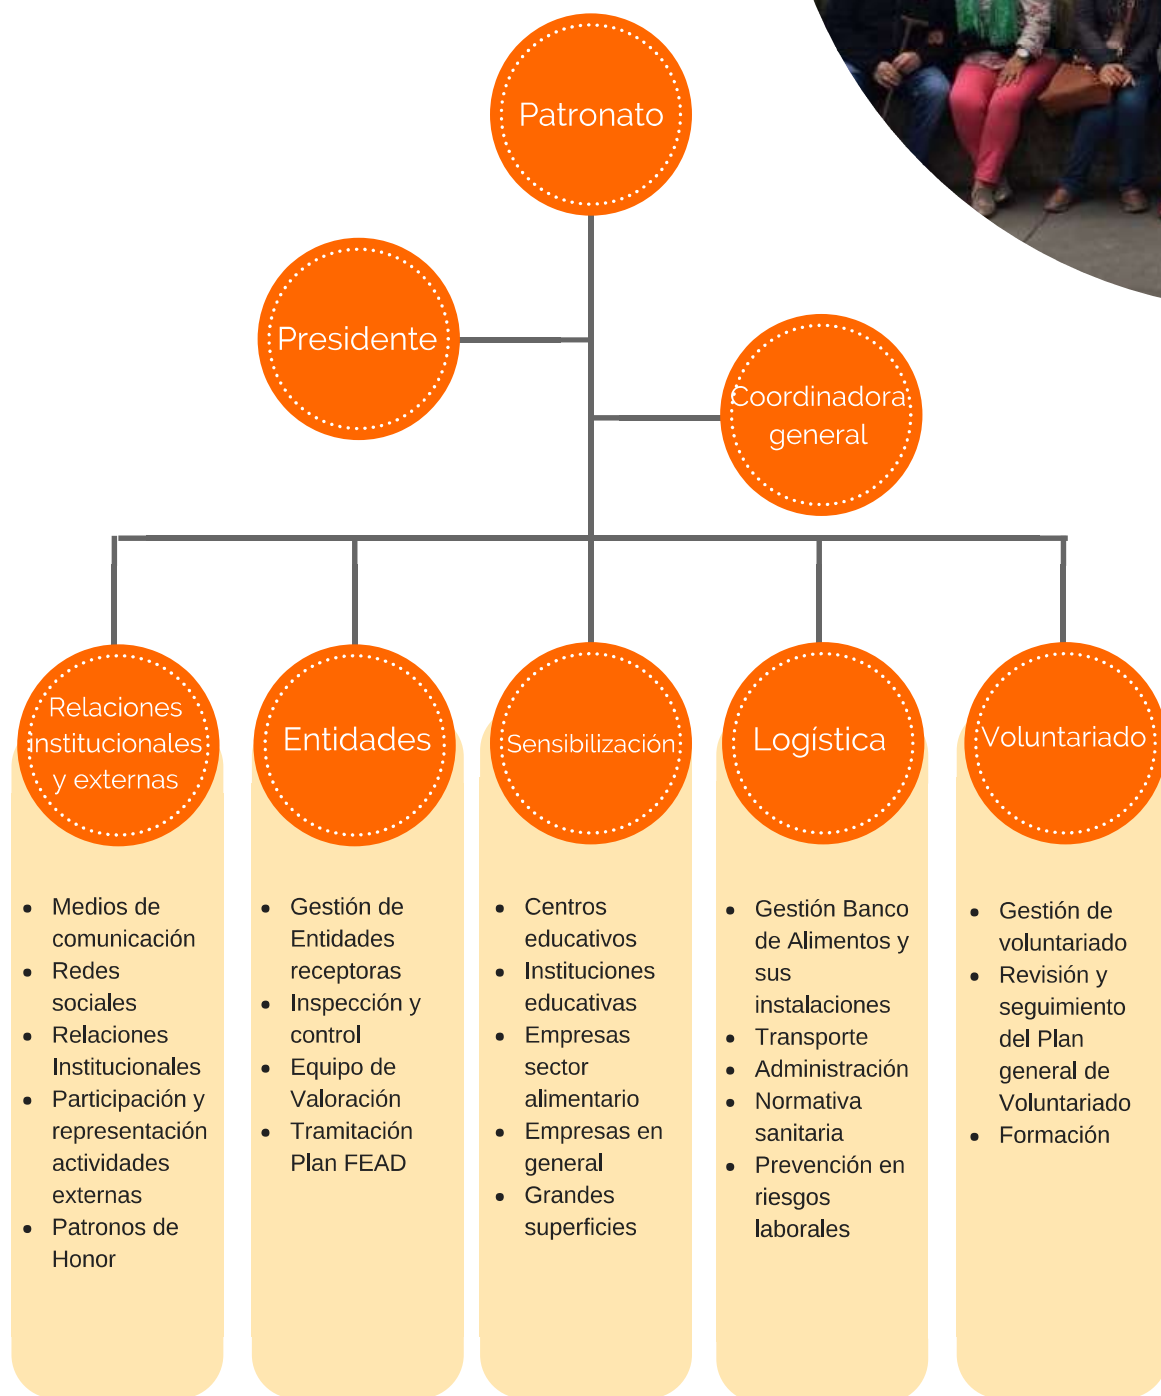 Patronato
Presidente
Coordinadora
general
Relaciones
institucionales
y externas
Entidades
Sensibilización
Logística
Voluntariado
• Medios de
comunicación
• Redes
sociales
• Relaciones
Institucionales
• Participación y
representación
actividades
externas
• Patronos de
Honor
• Gestión de
Entidades
receptoras
• Inspección y
control
• Equipo de
Valoración
• Tramitación
Plan FEAD
• Centros
educativos
• Instituciones
educativas
• Empresas
sector
alimentario
• Empresas en
general
• Grandes
superficies
• Gestión Banco
de Alimentos y
sus
instalaciones
• Transporte
• Administración
• Normativa
sanitaria
• Prevención en
riesgos
laborales
• Gestión de
voluntariado
• Revisión y
seguimiento
del Plan
general de
Voluntariado
• Formación